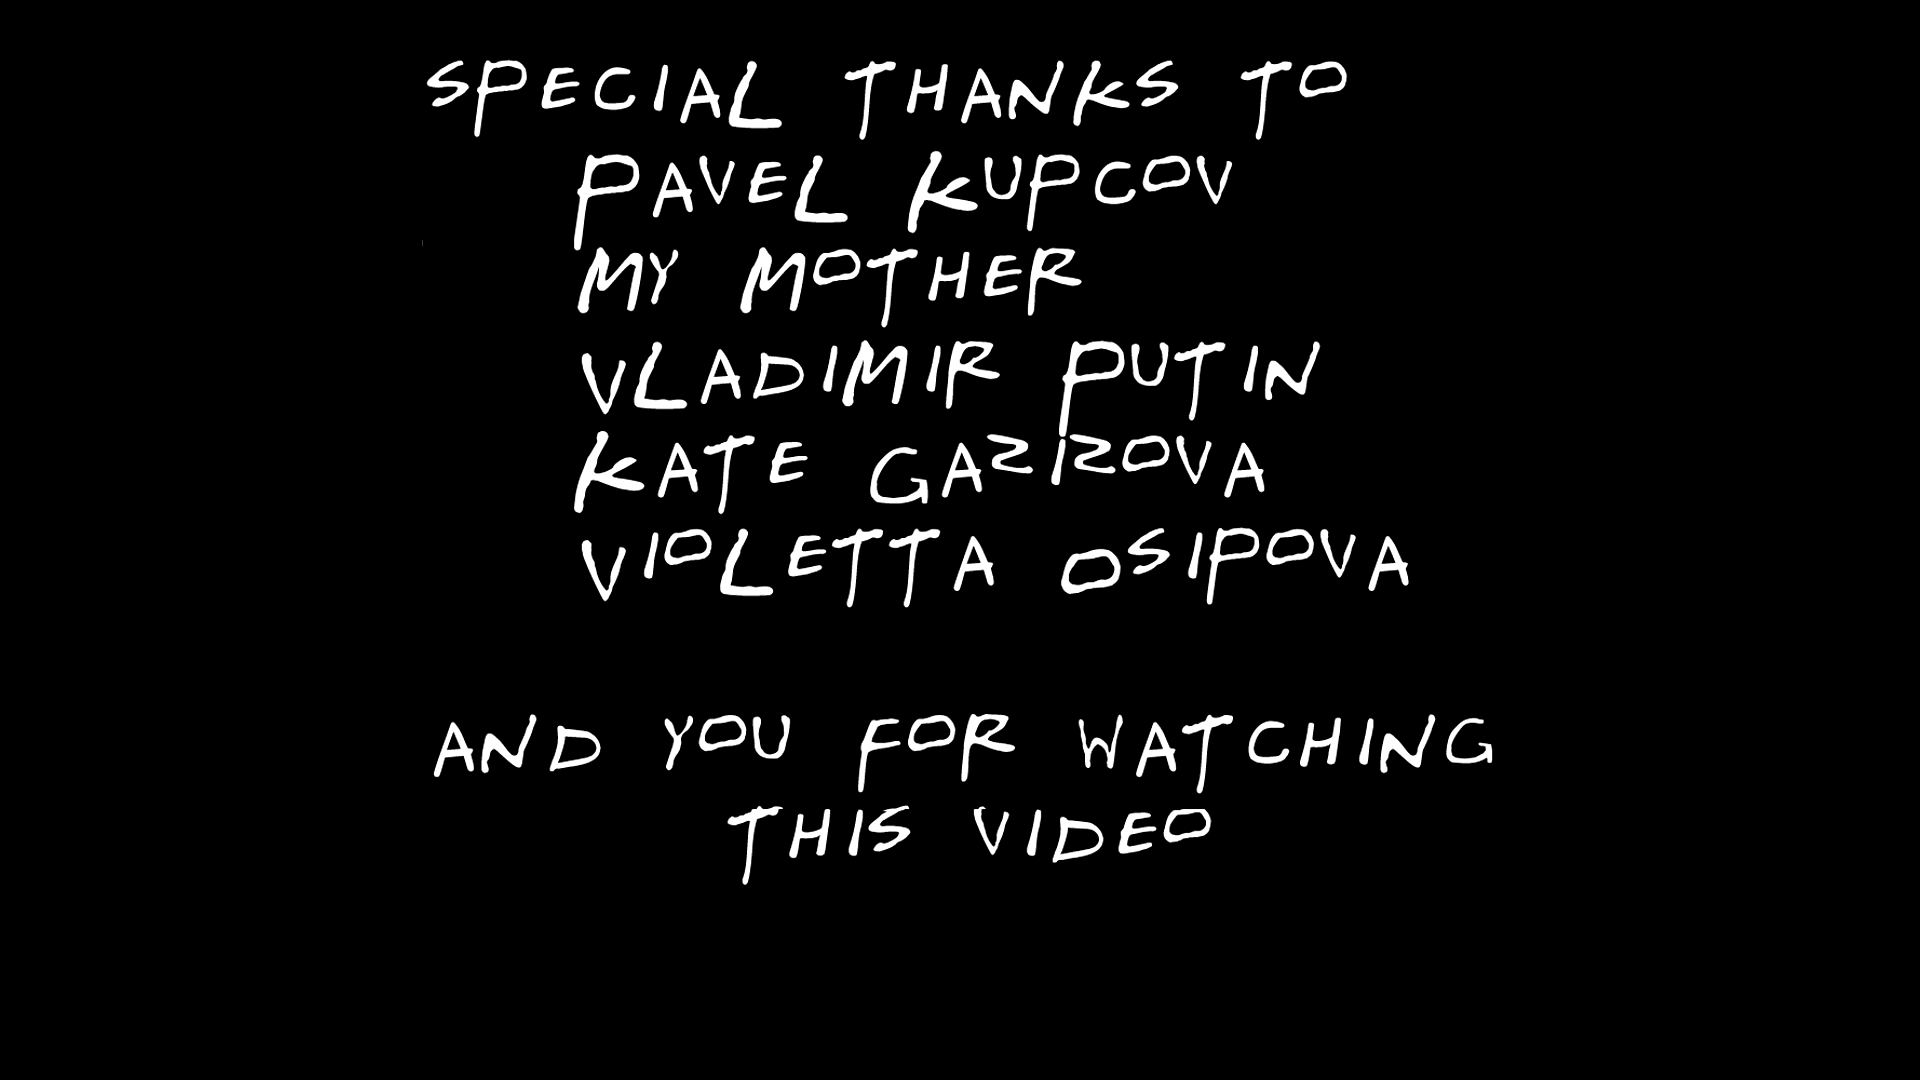 SPECIAL THANKS TO
PAVEL KUPCOV
MY MOTHER
VLADIMIR PUTIN
KATE GAZIZOVA
VIOLETTA OSIPOVA
AND YOU FOR WATCHING
THIS VIDEO